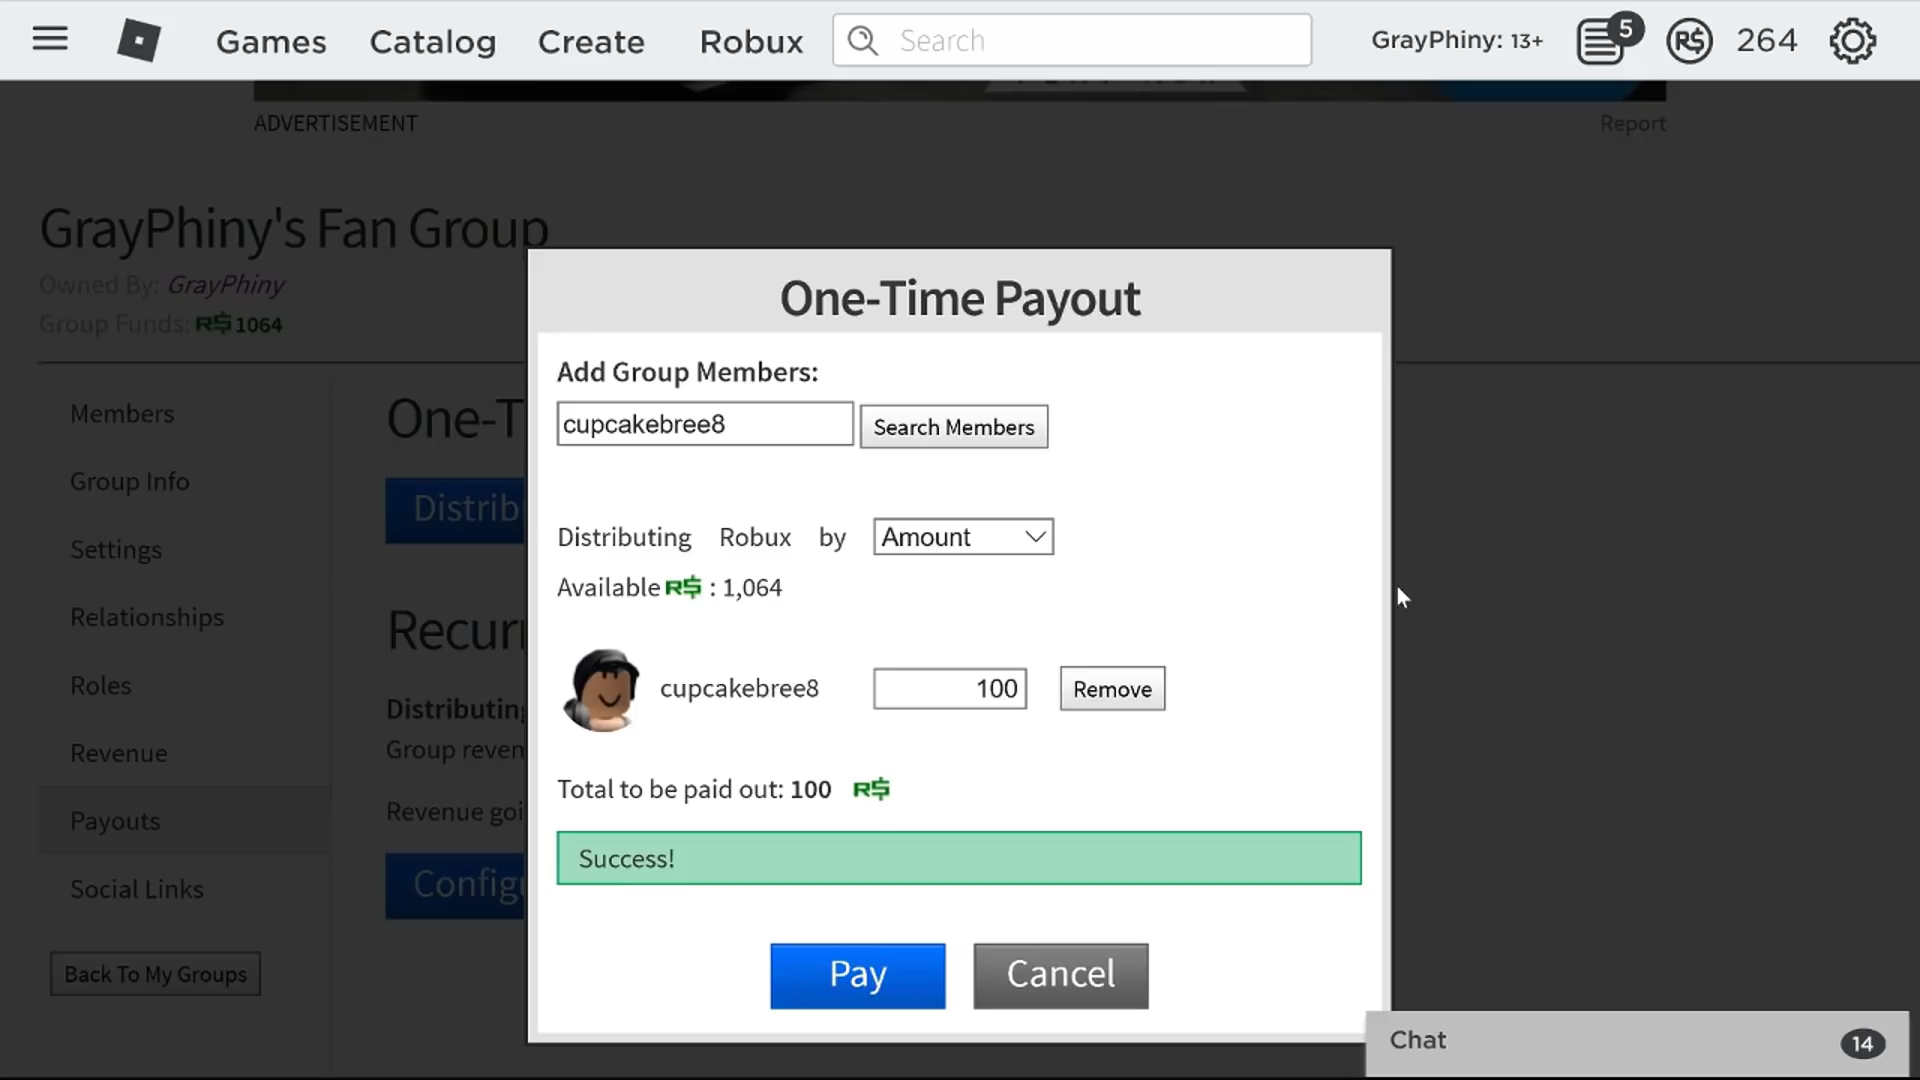 Games Catalog Create Robux Search GrayPhiny: 13+ 5 R$ 264
ADVERTISEMENT Report
GrayPhiny's Fan Group
Owned By: GrayPhiny
Group Funds: R$ 1064
One-Time Payout
Add Group Members:
cupcakebree8 Search Members
Distributing Robux by Amount
Available R$ : 1,064
cupcakebree8 100 Remove
Total to be paid out: 100 R$
Success!
Pay Cancel
Members
Group Info
Settings
Relationships
Roles
Revenue
Payouts
Social Links
Back To My Groups
One-T
Distrib
Recurr
Distributing
Group reven
Revenue goi
Config
Chat 14